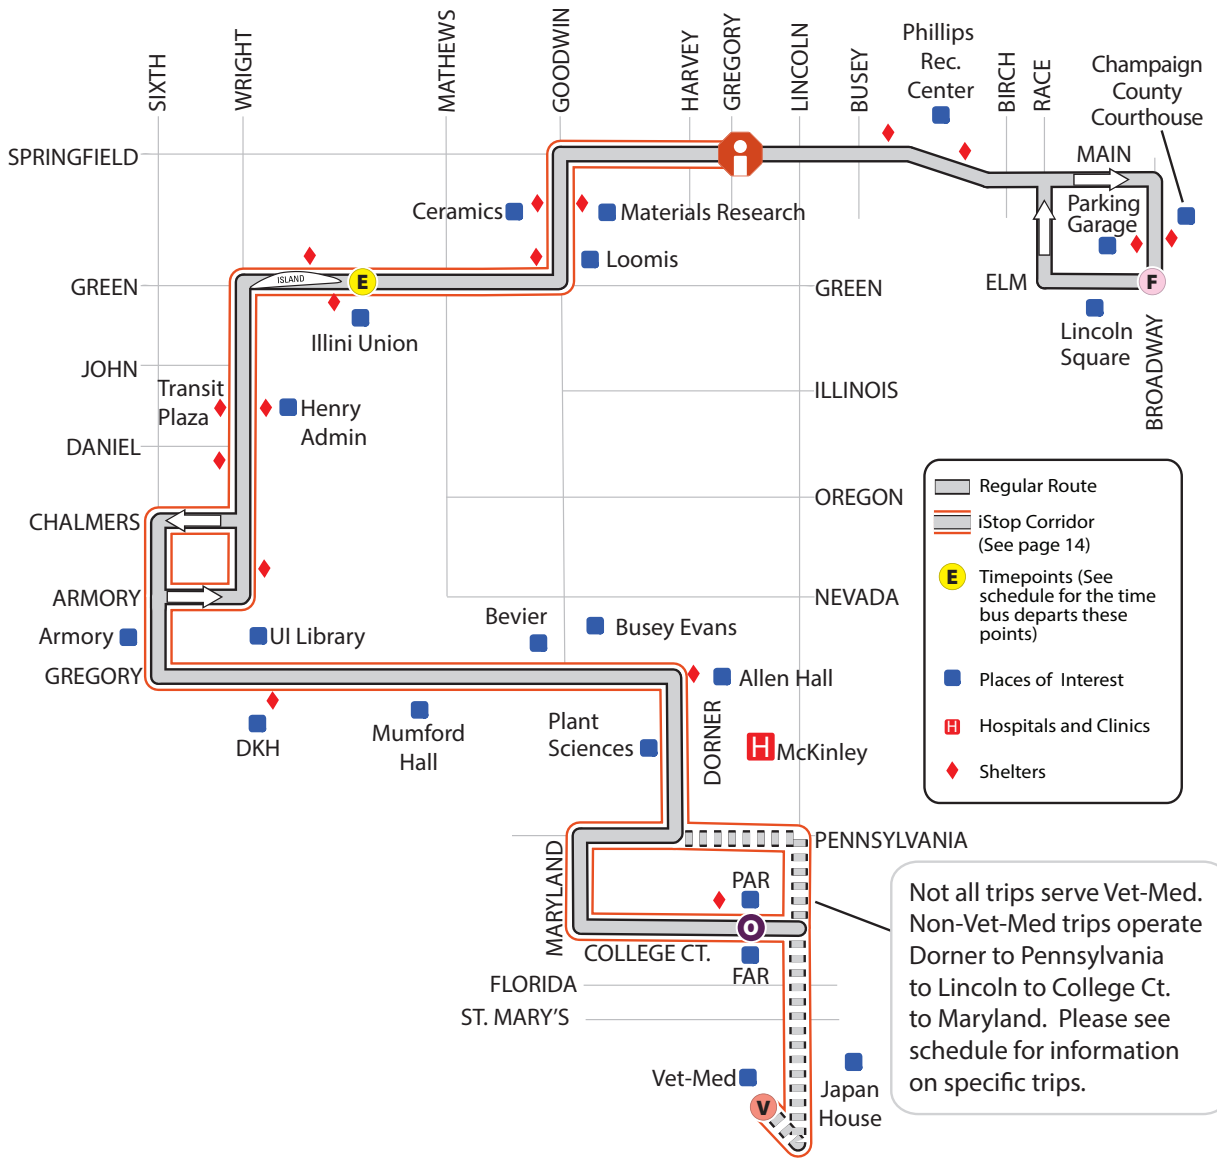 SIXTH
WRIGHT
MATHEWS
GOODWIN
HARVEY
GREGORY
LINCOLN
BUSEY
Phillips
Rec.
Center
BIRCH
RACE
Champaign
County
Courthouse
SPRINGFIELD
MAIN
Ceramics
Materials Research
Parking
Garage
Loomis
GREEN
ISLAND
E
GREEN
ELM
F
Illini Union
Lincoln
Square
BROADWAY
JOHN
Transit
Plaza
Henry
Admin
ILLINOIS
DANIEL
CHALMERS
OREGON
ARMORY
NEVADA
Armory
UI Library
Bevier
Busey Evans
GREGORY
Allen Hall
DKH
Mumford
Hall
Plant
Sciences
DORNER
H
McKinley
Regular Route
iStop Corridor
(See page 14)
E
Timepoints (See
schedule for the time
bus departs these
points)
Places of Interest
H
Hospitals and Clinics
Shelters
PENNSYLVANIA
MARYLAND
PAR
O
COLLEGE CT.
FAR
FLORIDA
ST. MARY'S
Vet-Med
V
Japan
House
Not all trips serve Vet-Med.
Non-Vet-Med trips operate
Dorner to Pennsylvania
to Lincoln to College Ct.
to Maryland. Please see
schedule for information
on specific trips.